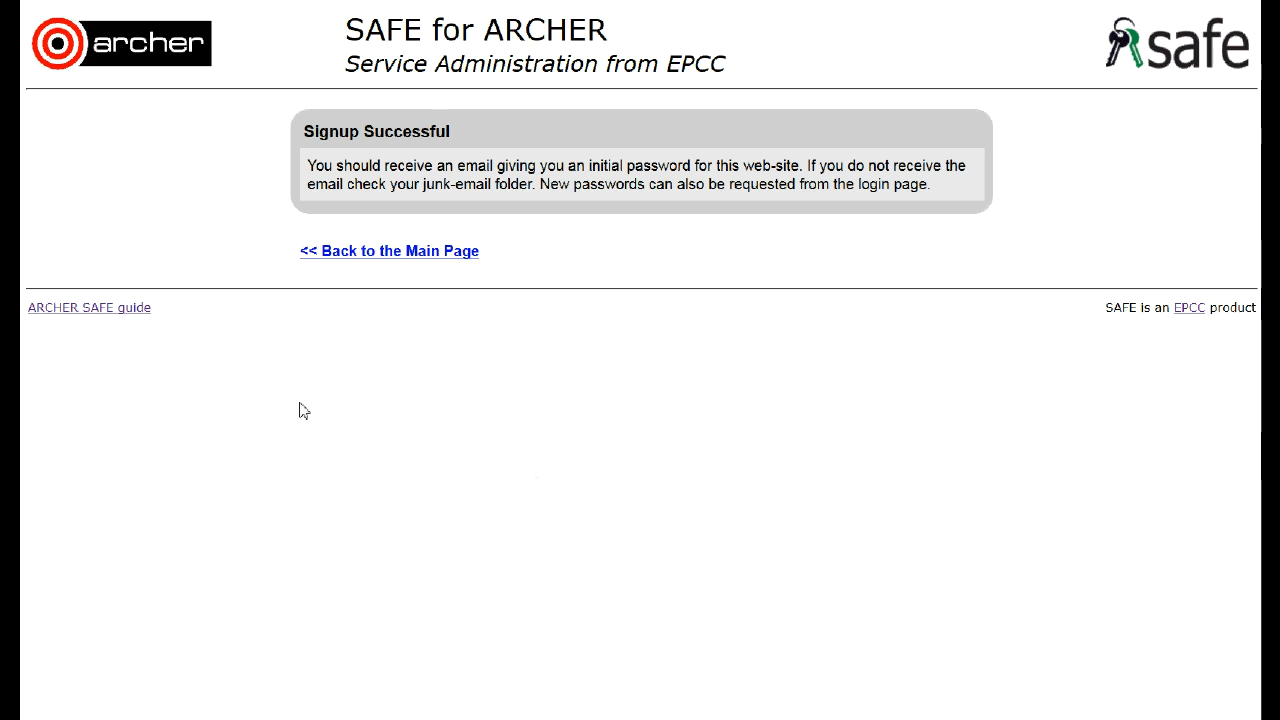 archer
SAFE for ARCHER
Service Administration from EPCC
safe
Signup Successful
You should receive an email giving you an initial password for this web-site. If you do not receive the
email check your junk-email folder. New passwords can also be requested from the login page.
<< Back to the Main Page
ARCHER SAFE guide
SAFE is an EPCC product